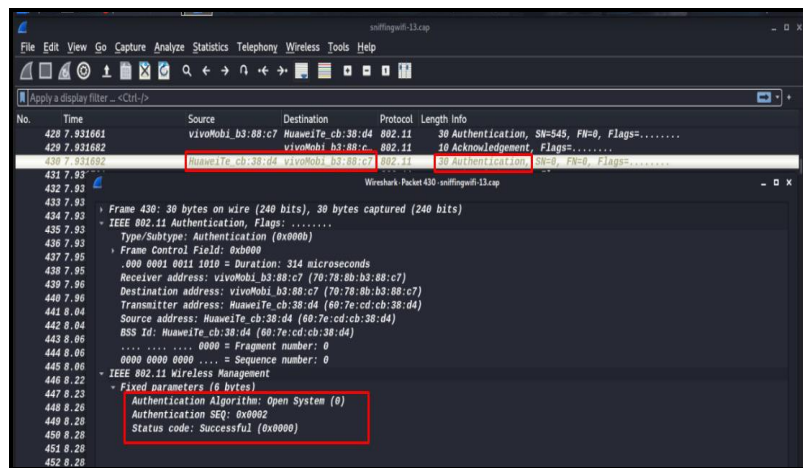 sniffingwifi-13.cap
File Edit View Go Capture Analyze Statistics Telephony Wireless Tools Help
Apply a display filter ... <Ctrl-/>
No. Time Source Destination Protocol Length Info
428 7.931661 vivoMobi_b3:88:c7 HuaweiTe_cb:38:d4 802.11 30 Authentication, SN=545, FN=0, Flags=........
429 7.931682 vivoMobi_b3:88:c… 802.11 10 Acknowledgement, Flags=........
430 7.931692 HuaweiTe_cb:38:d4 vivoMobi_b3:88:c7 802.11 30 Authentication, SN=0, FN=0, Flags=........
431 7.93
432 7.93 Wireshark·Packet 430·sniffingwifi-13.cap
433 7.93
434 7.93 Frame 430: 30 bytes on wire (240 bits), 30 bytes captured (240 bits)
435 7.93 IEEE 802.11 Authentication, Flags: ........
436 7.93 Type/Subtype: Authentication (0x000b)
437 7.95 Frame Control Field: 0xb000
438 7.95 .000 0001 0011 1010 = Duration: 314 microseconds
439 7.96 Receiver address: vivoMobi_b3:88:c7 (70:78:8b:b3:88:c7)
440 7.96 Destination address: vivoMobi_b3:88:c7 (70:78:8b:b3:88:c7)
441 8.04 Transmitter address: HuaweiTe_cb:38:d4 (60:7e:cd:cb:38:d4)
442 8.04 Source address: HuaweiTe_cb:38:d4 (60:7e:cd:cb:38:d4)
443 8.06 BSS Id: HuaweiTe_cb:38:d4 (60:7e:cd:cb:38:d4)
444 8.06 .... .... .... 0000 = Fragment number: 0
445 8.06 0000 0000 0000 .... = Sequence number: 0
446 8.22 IEEE 802.11 Wireless Management
447 8.23 Fixed parameters (6 bytes)
448 8.26 Authentication Algorithm: Open System (0)
449 8.28 Authentication SEQ: 0x0002
450 8.28 Status code: Successful (0x0000)
451 8.28
452 8.28